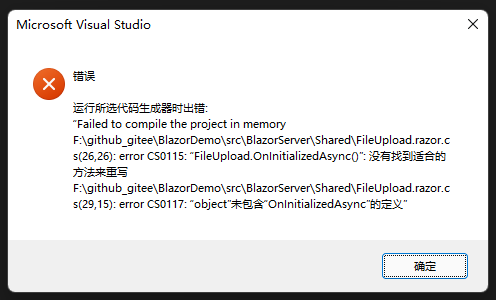 Microsoft Visual Studio
错误
运行所选代码生成器时出错:
“Failed to compile the project in memory
F:\github_gitee\BlazorDemo\src\BlazorServer\Shared\FileUpload.razor.c
s(26,26): error CS0115: “FileUpload.OnInitializedAsync()”: 没有找到适合的
方法来重写
F:\github_gitee\BlazorDemo\src\BlazorServer\Shared\FileUpload.razor.c
s(29,15): error CS0117: “object”未包含“OnInitializedAsync”的定义”
确定